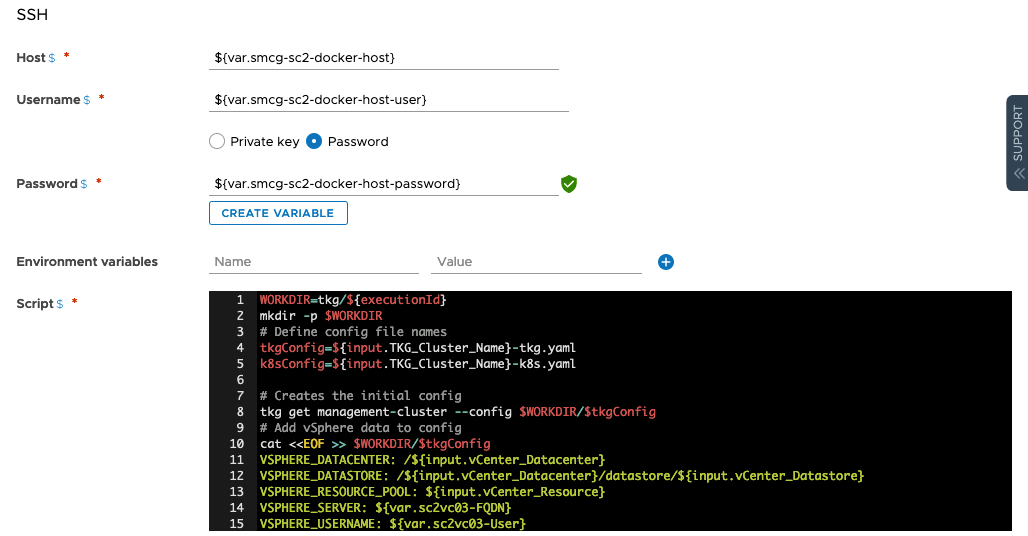 SSH
Host $ *
${var.smcg-sc2-docker-host}
Username $ *
${var.smcg-sc2-docker-host-user}
Private key Password
Password $ *
${var.smcg-sc2-docker-host-password}
CREATE VARIABLE
Environment variables
Name
Value
Script $ *
1 WORKDIR=tkg/${executionId}
2 mkdir -p $WORKDIR
3 # Define config file names
4 tkgConfig=${input.TKG_Cluster_Name}-tkg.yaml
5 k8sConfig=${input.TKG_Cluster_Name}-k8s.yaml
6
7 # Creates the initial config
8 tkg get management-cluster --config $WORKDIR/$tkgConfig
9 # Add vSphere data to config
10 cat <<EOF >> $WORKDIR/$tkgConfig
11 VSPHERE_DATACENTER: /${input.vCenter_Datacenter}
12 VSPHERE_DATASTORE: /${input.vCenter_Datacenter}/datastore/${input.vCenter_Datastore}
13 VSPHERE_RESOURCE_POOL: ${input.vCenter_Resource}
14 VSPHERE_SERVER: ${var.sc2vc03-FQDN}
15 VSPHERE_USERNAME: ${var.sc2vc03-User}
SUPPORT